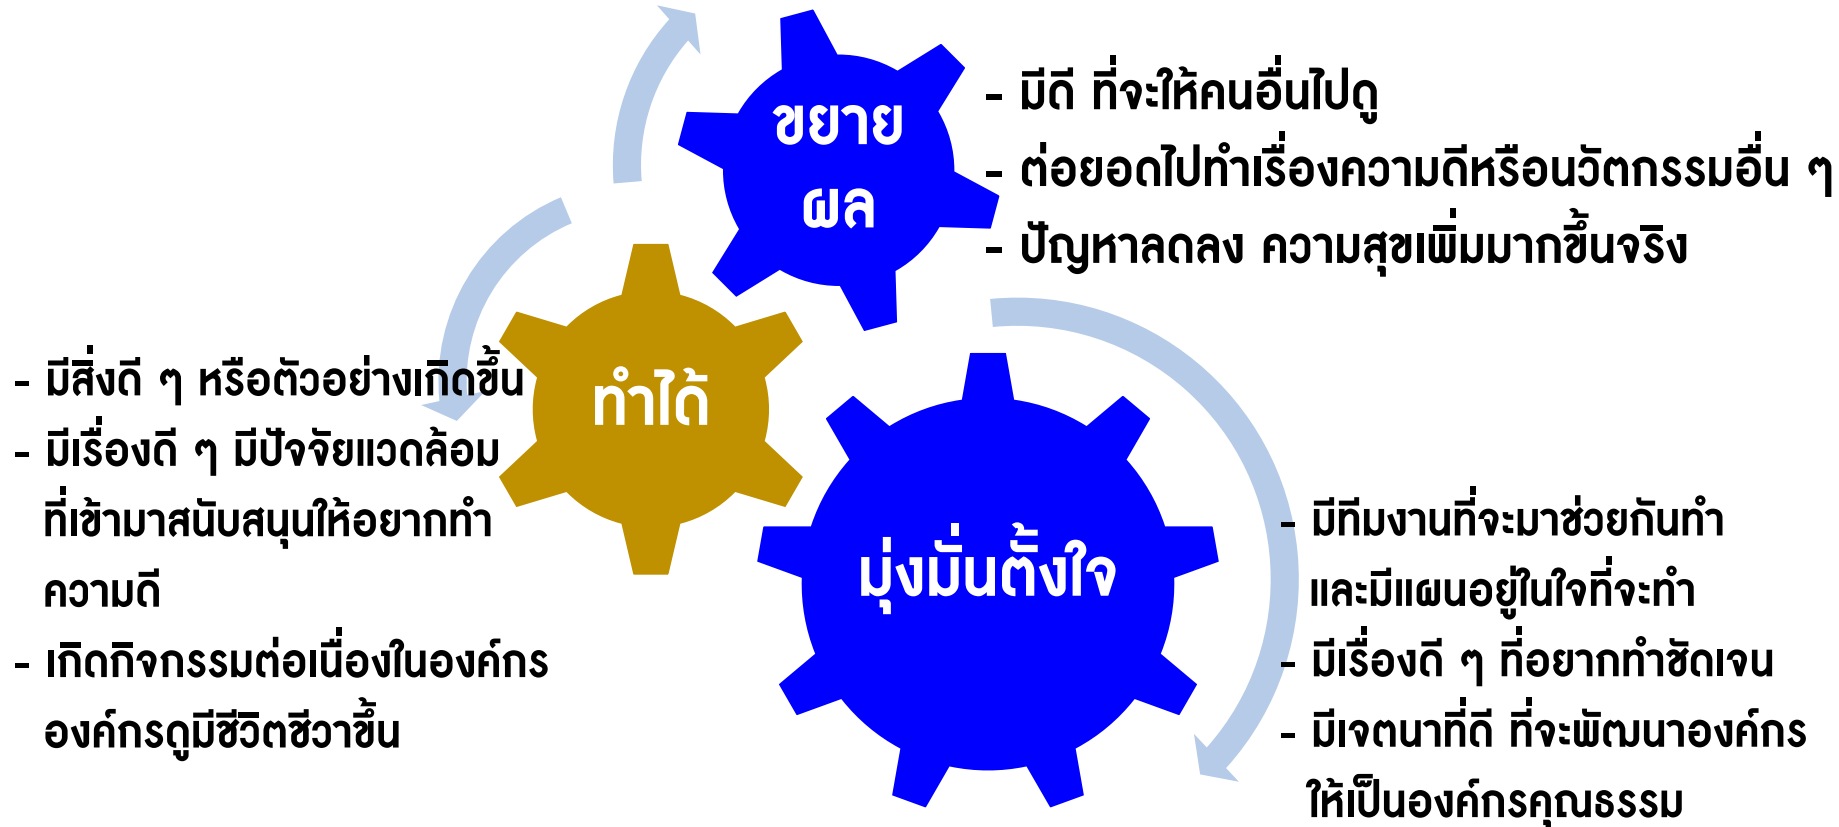 ขยาย
ผล
- มีดี ที่จะให้คนอื่นไปดู
- ต่อยอดไปทำเรื่องความดีหรือนวัตกรรมอื่น ๆ
- ปัญหาลดลง ความสุขเพิ่มมากขึ้นจริง
ทำได้
- มีสิ่งดี ๆ หรือตัวอย่างเกิดขึ้น
- มีเรื่องดี ๆ มีปัจจัยแวดล้อม
ที่เข้ามาสนับสนุนให้อยากทำ
ความดี
- เกิดกิจกรรมต่อเนื่องในองค์กร
องค์กรดูมีชีวิตชีวาขึ้น
มุ่งมั่นตั้งใจ
- มีทีมงานที่จะมาช่วยกันทำ
และมีแผนอยู่ในใจที่จะทำ
- มีเรื่องดี ๆ ที่อยากทำชัดเจน
- มีเจตนาที่ดี ที่จะพัฒนาองค์กร
ให้เป็นองค์กรคุณธรรม